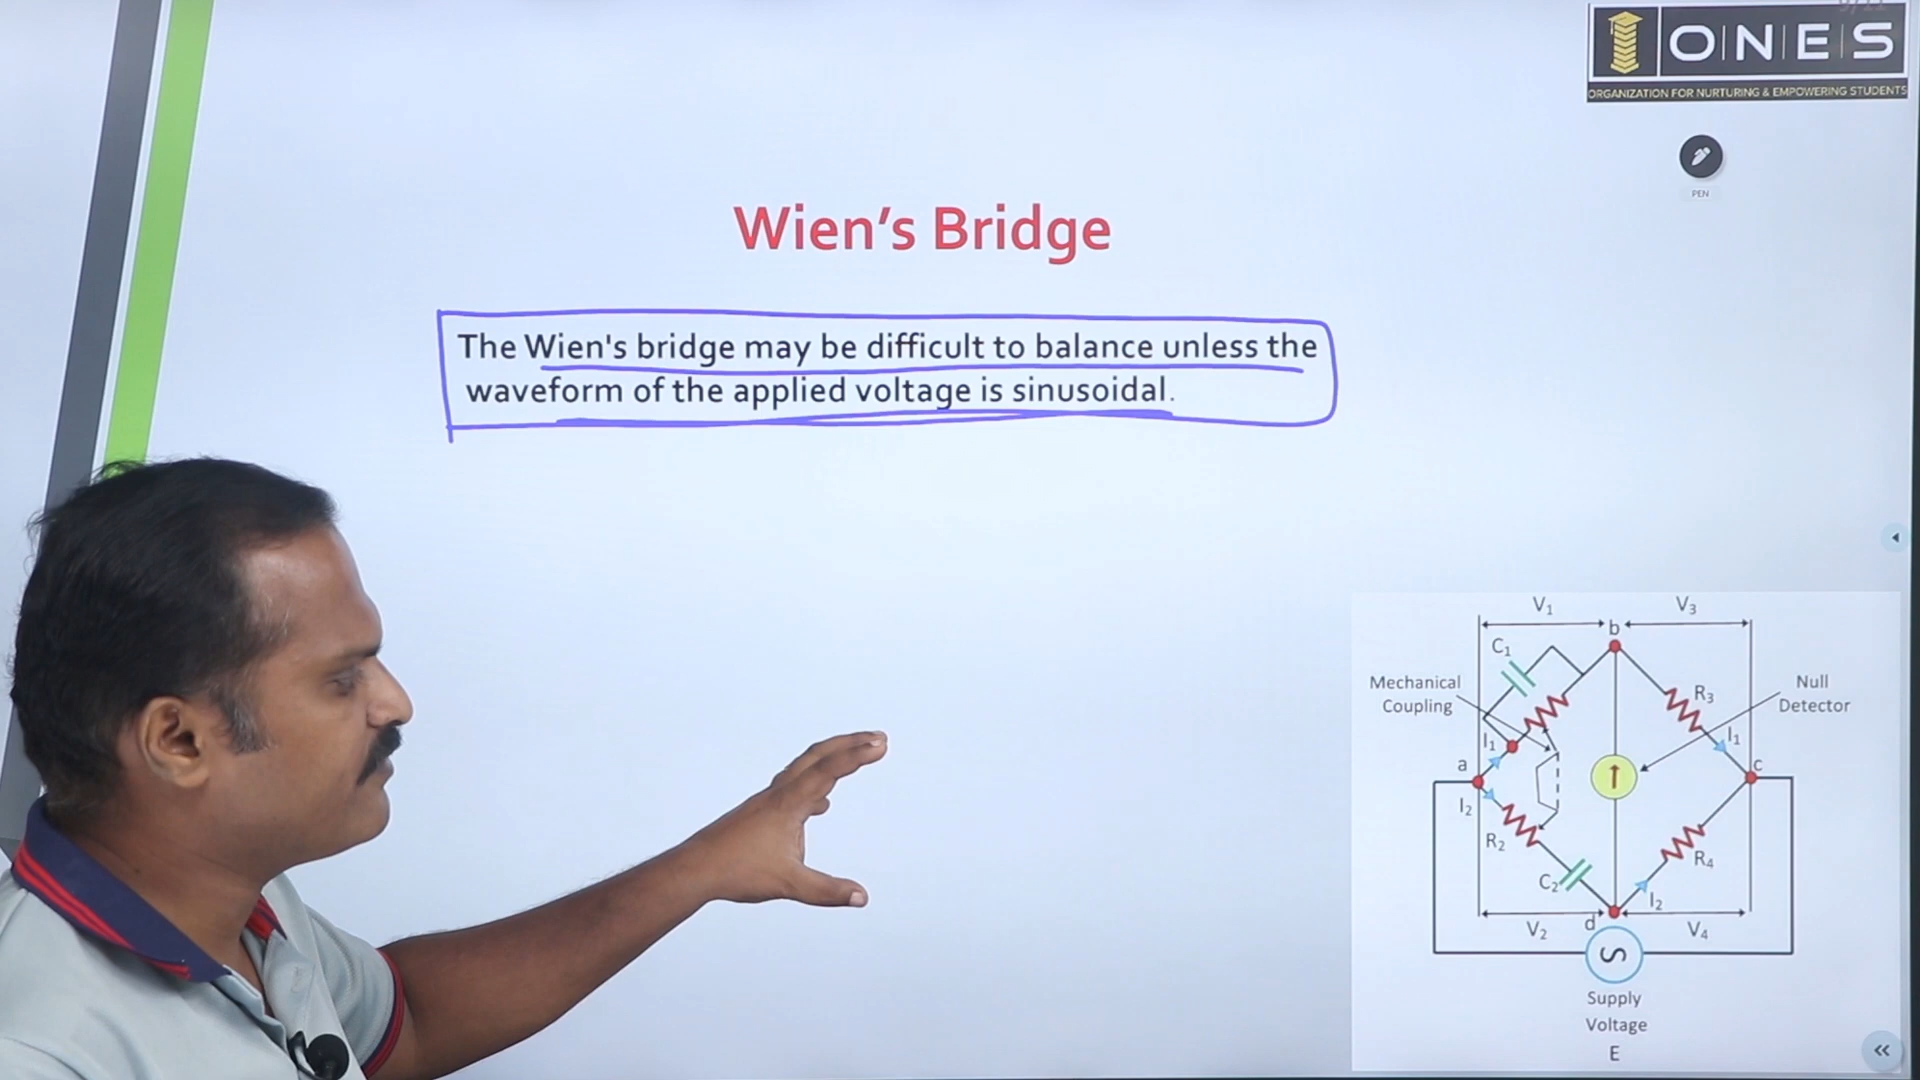 ONES
ORGANIZATION FOR NURTURING & EMPOWERING STUDENTS
PEN
Wien's Bridge
The Wien's bridge may be difficult to balance unless the
waveform of the applied voltage is sinusoidal.
V1
V3
b
C1
Mechanical
Coupling
R3
Null
Detector
I1
I1
a
c
I2
R2
R4
C2
I2
V2
d
V4
Supply
Voltage
E